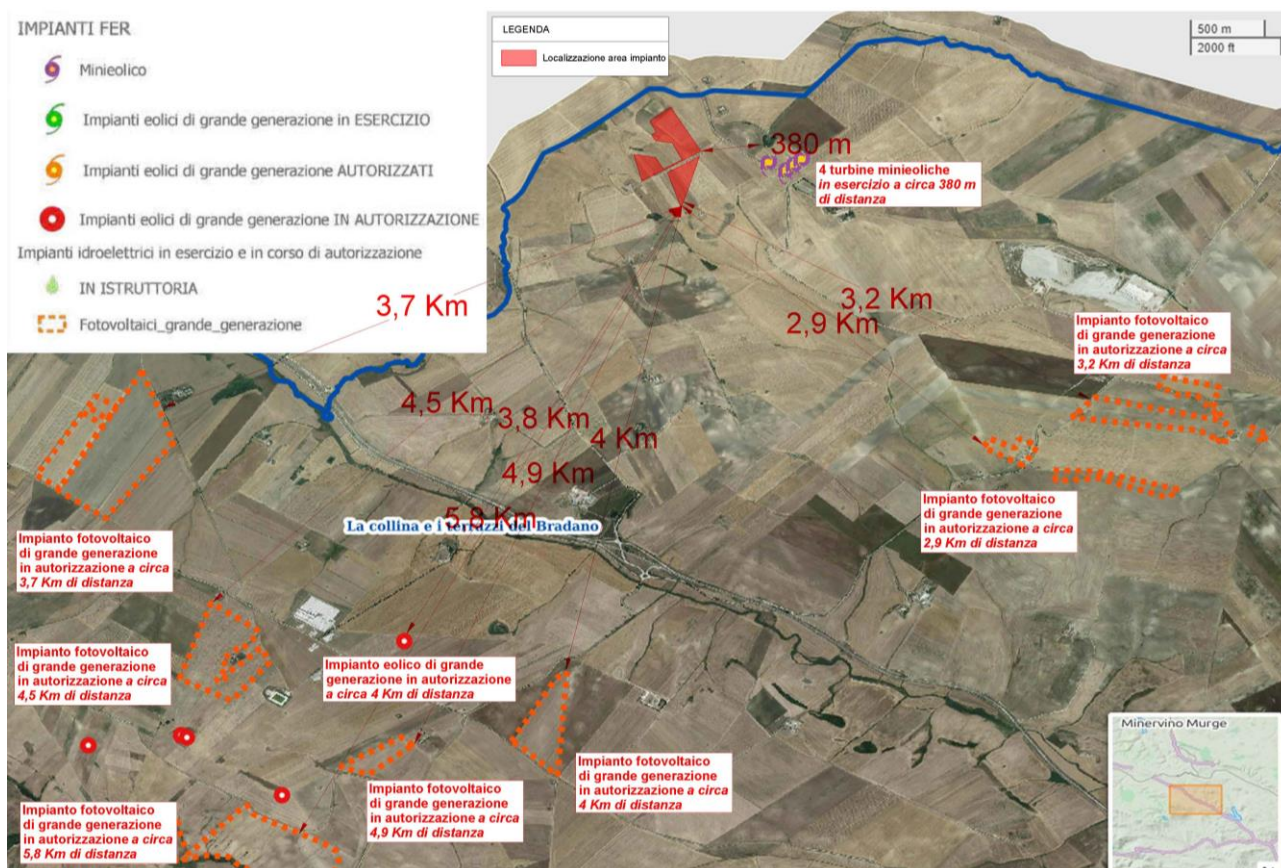 IMPIANTI FER
Minieolico
Impianti eolici di grande generazione in ESERCIZIO
Impianti eolici di grande generazione AUTORIZZATI
Impianti eolici di grande generazione IN AUTORIZZAZIONE
Impianti idroelettrici in esercizio e in corso di autorizzazione
IN ISTRUTTORIA
Fotovoltaici_grande_generazione
LEGENDA
Localizzazione area impianto
500 m
2000 ft
380 m
4 turbine minieoliche
in esercizio a circa 380 m
di distanza
3,7 Km
3,2 Km
2,9 Km
Impianto fotovoltaico
di grande generazione
in autorizzazione a circa
3,2 Km di distanza
4,5 Km
3,8 Km
4 Km
4,9 Km
5,8 Km
La collina e i terrazzi del Bradano
Impianto fotovoltaico
di grande generazione
in autorizzazione a circa
2,9 Km di distanza
Impianto fotovoltaico
di grande generazione
in autorizzazione a circa
3,7 Km di distanza
Impianto fotovoltaico
di grande generazione
in autorizzazione a circa
4,5 Km di distanza
Impianto eolico di grande
generazione in autorizzazione
a circa 4 Km di distanza
Impianto fotovoltaico
di grande generazione
in autorizzazione a circa
4 Km di distanza
Impianto fotovoltaico
di grande generazione
in autorizzazione a circa
4,9 Km di distanza
Impianto fotovoltaico
di grande generazione
in autorizzazione a circa
5,8 Km di distanza
Minervino Murge